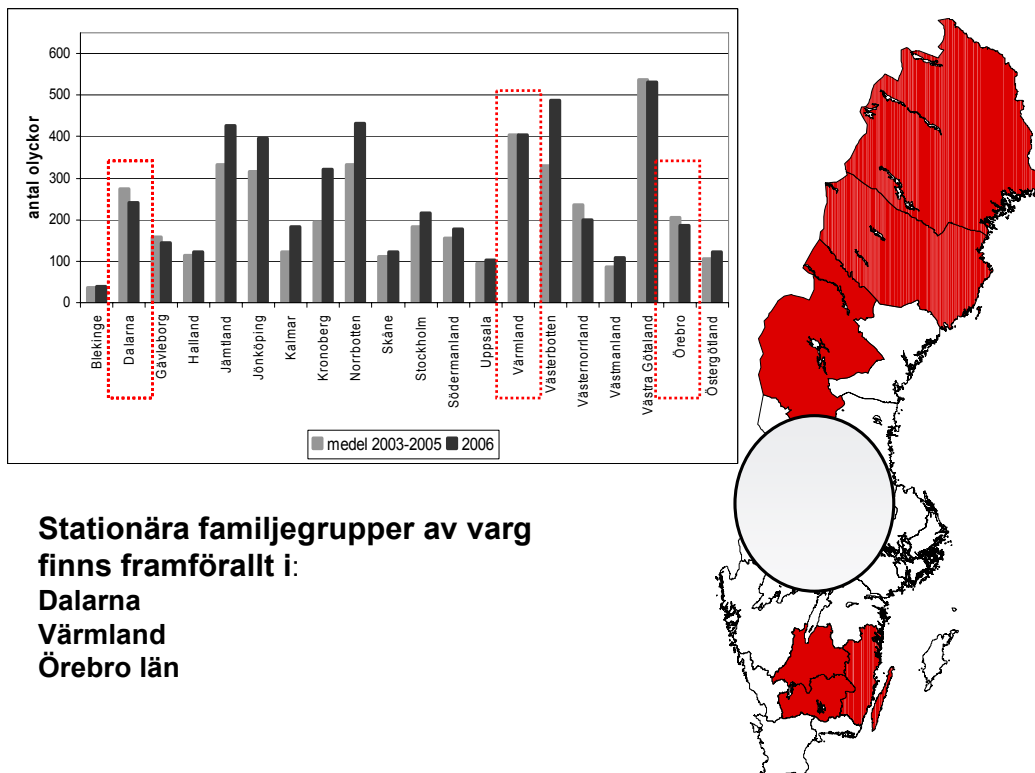 antal olyckor
600
500
400
300
200
100
0
Blekinge
Dalarna
Gävleborg
Halland
Jämtland
Jönköping
Kalmar
Kronoberg
Norrbotten
Skåne
Stockholm
Södermanland
Uppsala
Värmland
Västerbotten
Västernorrland
Västmanland
Västra Götaland
Örebro
Östergötland
medel 2003-2005 2006
Stationära familjegrupper av varg
finns framförallt i:
Dalarna
Värmland
Örebro län